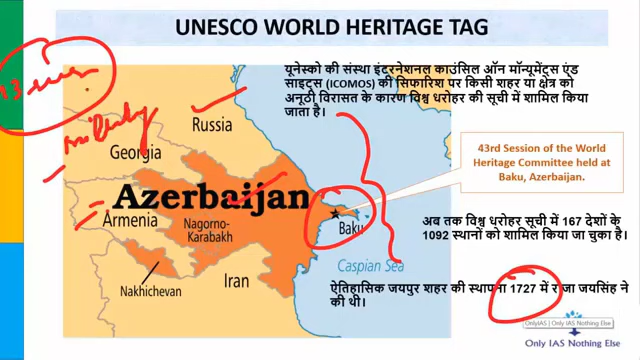 UNESCO WORLD HERITAGE TAG
यूनेस्को की संस्था इंटरनेशनल काउंसिल ऑन मॉन्यूमेंट्स एंड
साइट्स (ICOMOS) की सिफारिश पर किसी शहर या क्षेत्र को
अनूठी विरासत के कारण विश्व धरोहर की सूची में शामिल किया
जाता है।
Russia
Georgia
43rd Session of the World
Heritage Committee held at
Baku, Azerbaijan.
Azerbaijan
Armenia
Nagorno-
Karabakh
Baku
अब तक विश्व धरोहर सूची में 167 देशों के
1092 स्थानों को शामिल किया जा चुका है।
Caspian Sea
Iran
Nakhichevan
ऐतिहासिक जयपुर शहर की स्थापना 1727 में राजा जयसिंह ने
की थी।
OnlyIAS | Only IAS Nothing Else
Only IAS Nothing Else